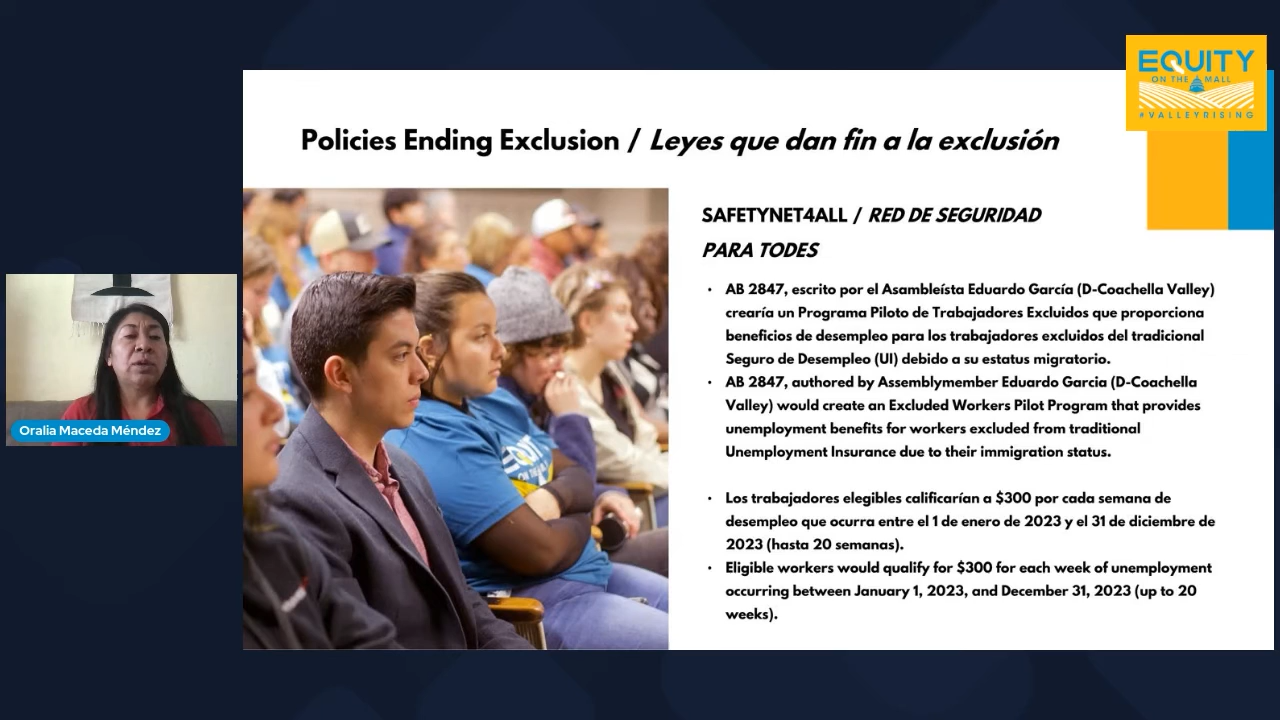 EQUITY
ON THE MALL
#VALLEYRISING
Policies Ending Exclusion / Leyes que dan fin a la exclusión
SAFETYNET4ALL / RED DE SEGURIDAD
PARA TODES
• AB 2847, escrito por el Asambleísta Eduardo García (D-Coachella Valley)
crearía un Programa Piloto de Trabajadores Excluidos que proporciona
beneficios de desempleo para los trabajadores excluidos del tradicional
Seguro de Desempleo (UI) debido a su estatus migratorio.
• AB 2847, authored by Assemblymember Eduardo Garcia (D-Coachella
Valley) would create an Excluded Workers Pilot Program that provides
unemployment benefits for workers excluded from traditional
Unemployment Insurance due to their immigration status.
• Los trabajadores elegibles calificarían a $300 por cada semana de
desempleo que ocurra entre el 1 de enero de 2023 y el 31 de diciembre de
2023 (hasta 20 semanas).
• Eligible workers would qualify for $300 for each week of unemployment
occurring between January 1, 2023, and December 31, 2023 (up to 20
weeks).
Oralia Maceda Méndez